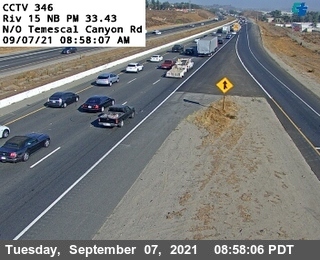 CCTV 346
Riv 15 NB PM 33.43
N/O Temescal Canyon Rd
09/07/21 08:58:07 AM
Tuesday, September 07, 2021 08:58:06 PDT